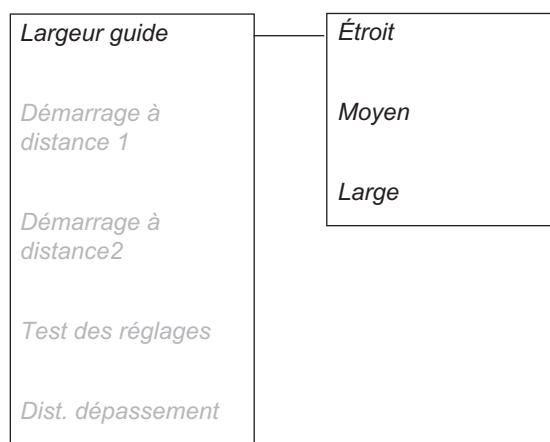 Largeur guide
Démarrage à
distance 1
Démarrage à
distance2
Test des réglages
Dist. dépassement
Étroit
Moyen
Large